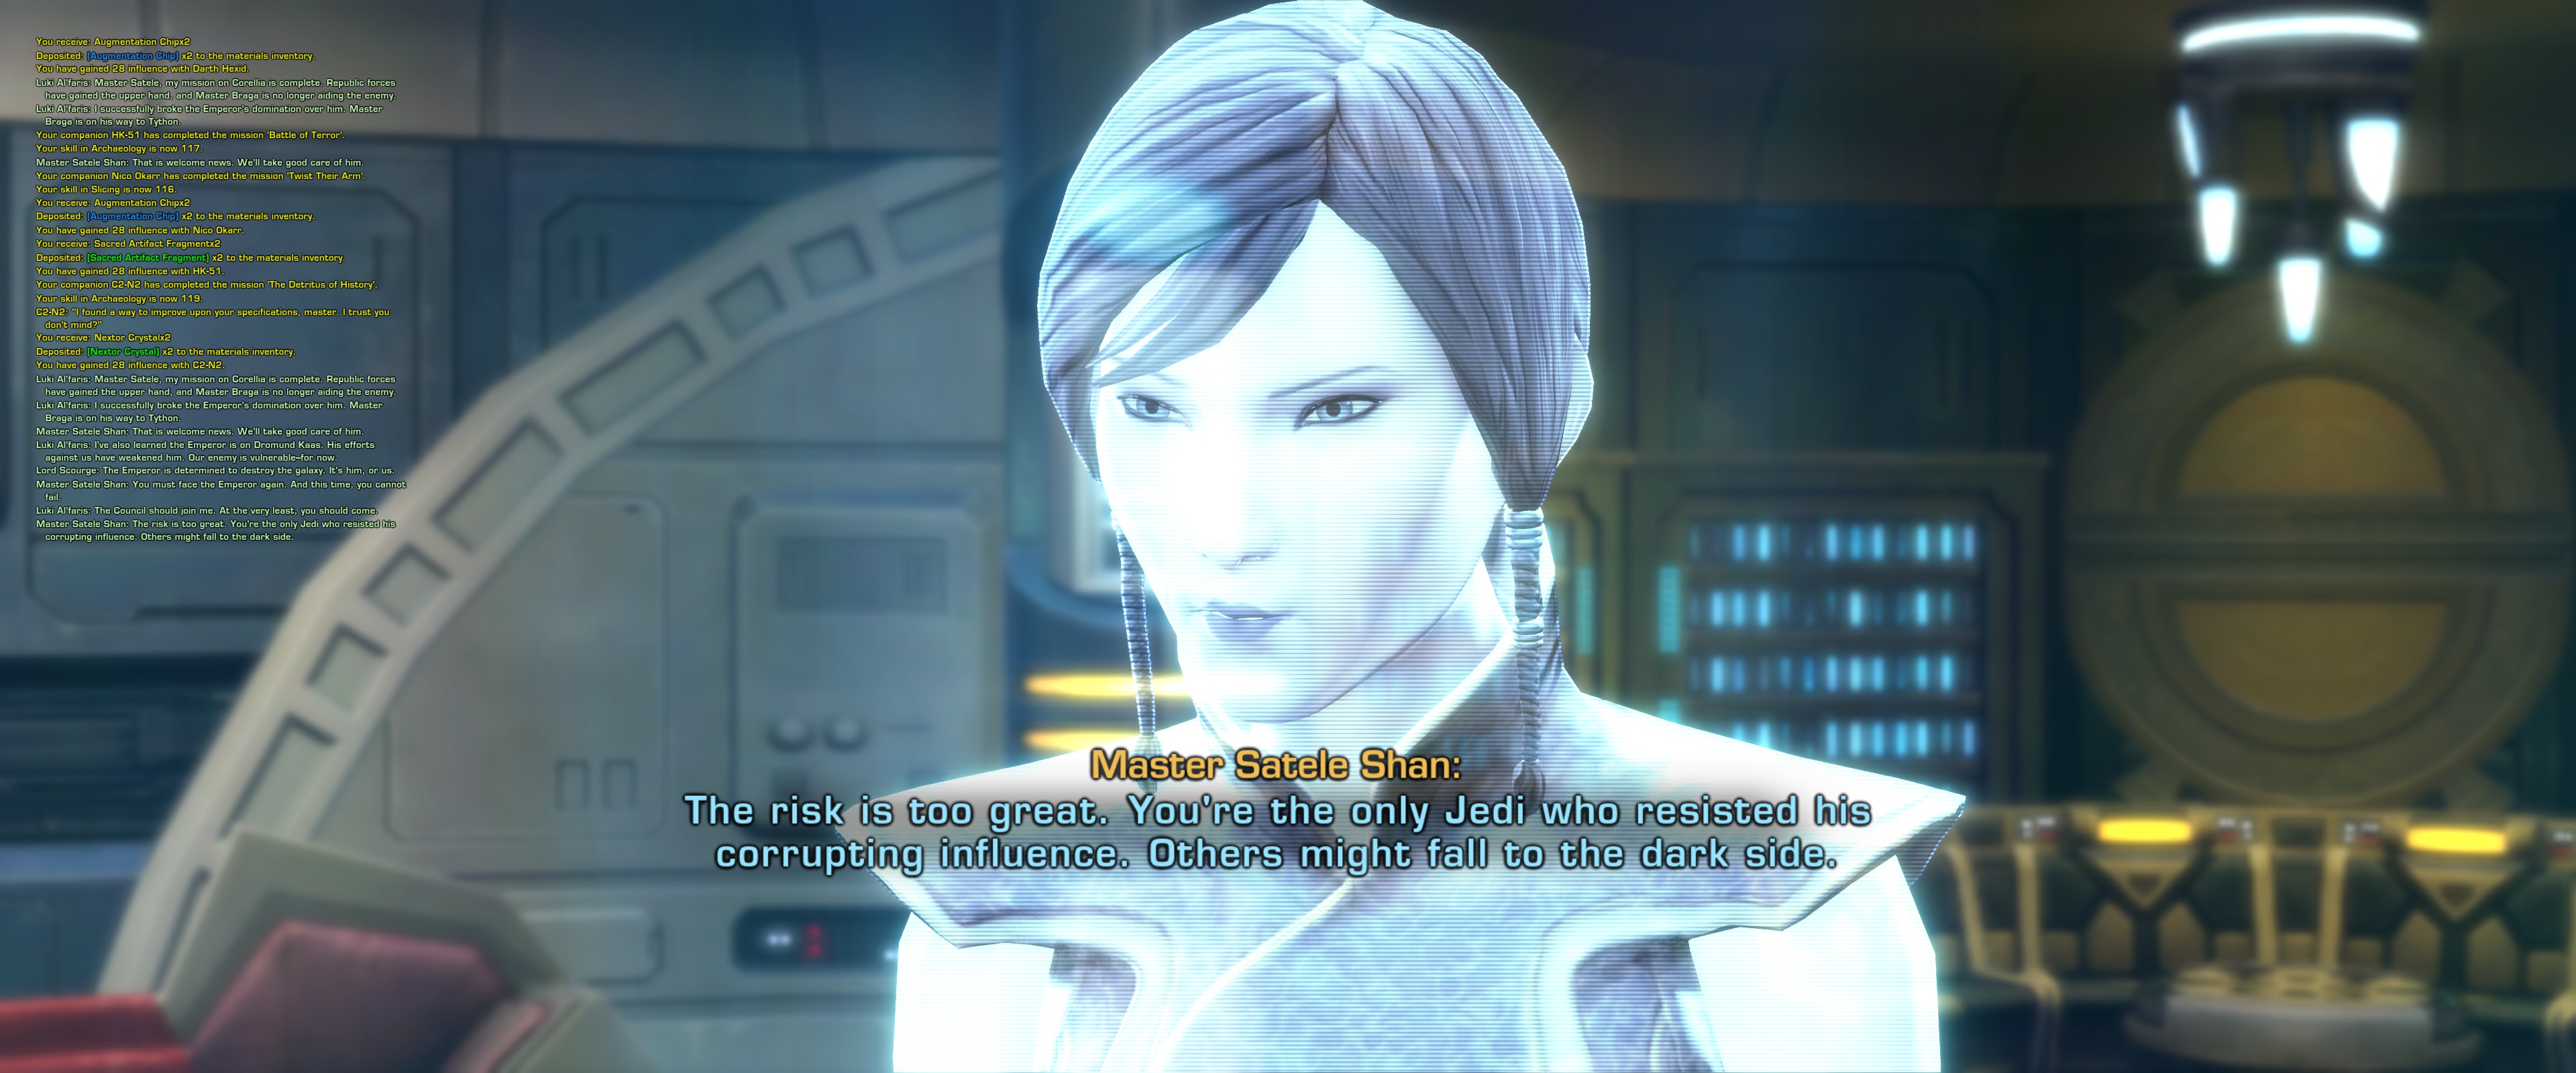 You receive: Augmentation Chipx2
Deposited: [Augmentation Chip] x2 to the materials inventory.
You have gained 28 influence with Darth Hexid.
Luki Al'faris: Master Satele, my mission on Corellia is complete. Republic forces
have gained the upper hand, and Master Braga is no longer aiding the enemy.
Luki Al'faris: I successfully broke the Emperor's domination over him. Master
Braga is on his way to Tython.
Your companion HK-51 has completed the mission 'Battle of Terror'.
Your skill in Archaeology is now 117.
Master Satele Shan: That is welcome news. We'll take good care of him.
Your companion Nico Okarr has completed the mission 'Twist Their Arm'.
Your skill in Slicing is now 116.
You receive: Augmentation Chipx2
Deposited: [Augmentation Chip] x2 to the materials inventory.
You have gained 28 influence with Nico Okarr.
You receive: Sacred Artifact Fragmentx2
Deposited: [Sacred Artifact Fragment] x2 to the materials inventory.
You have gained 28 influence with HK-51.
Your companion C2-N2 has completed the mission 'The Detritus of History'.
Your skill in Archaeology is now 119.
C2-N2: "I found a way to improve upon your specifications, master. I trust you
don't mind?"
You receive: Nextor Crystalx2
Deposited: [Nextor Crystal] x2 to the materials inventory.
You have gained 28 influence with C2-N2.
Luki Al'faris: Master Satele, my mission on Corellia is complete. Republic forces
have gained the upper hand, and Master Braga is no longer aiding the enemy.
Luki Al'faris: I successfully broke the Emperor's domination over him. Master
Braga is on his way to Tython.
Master Satele Shan: That is welcome news. We'll take good care of him.
Luki Al'faris: I've also learned the Emperor is on Dromund Kaas. His efforts
against us have weakened him. Our enemy is vulnerable—for now.
Lord Scourge: The Emperor is determined to destroy the galaxy. It's him, or us.
Master Satele Shan: You must face the Emperor again. And this time, you cannot
fail.
Luki Al'faris: The Council should join me. At the very least, you should come.
Master Satele Shan: The risk is too great. You're the only Jedi who resisted his
corrupting influence. Others might fall to the dark side.
Master Satele Shan:
The risk is too great. You're the only Jedi who resisted his
corrupting influence. Others might fall to the dark side.